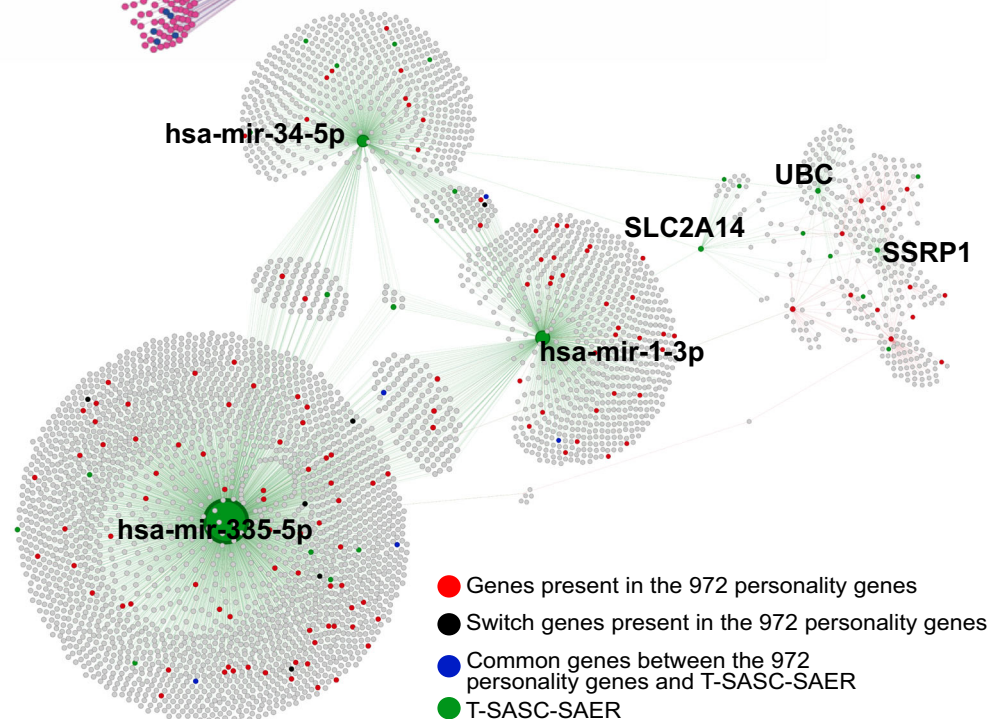 hsa-mir-34-5p
UBC
SLC2A14
SSRP1
hsa-mir-1-3p
hsa-mir-335-5p
Genes present in the 972 personality genes
Switch genes present in the 972 personality genes
Common genes between the 972
personality genes and T-SASC-SAER
T-SASC-SAER